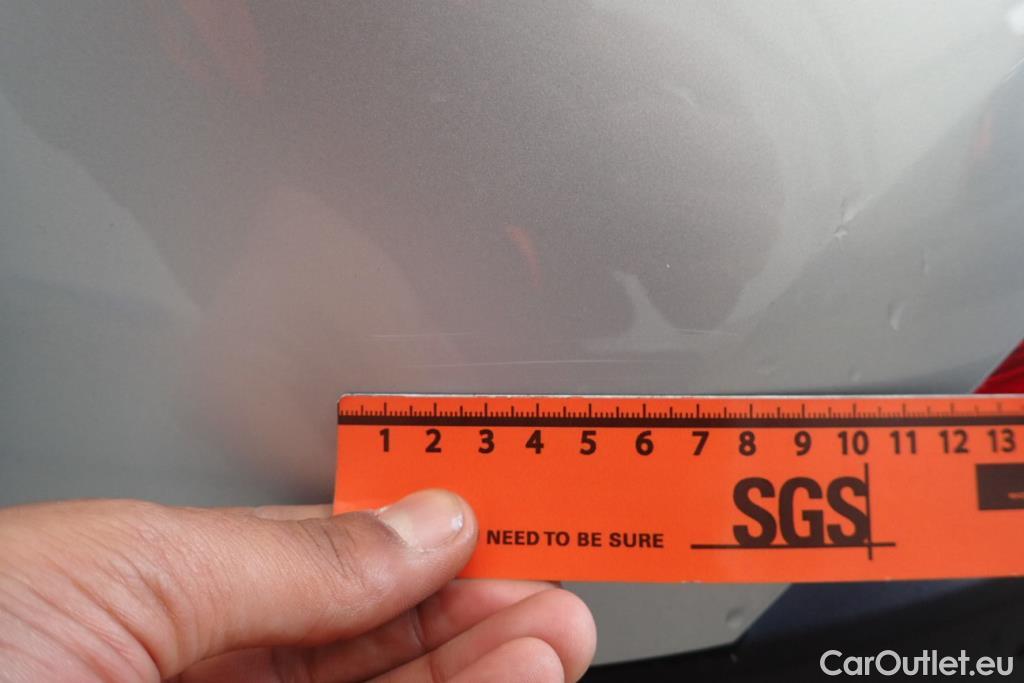 1 2 3 4 5 6 7 8 9 10 11 12 13
SGS
NEED TO BE SURE
CarOutlet.eu